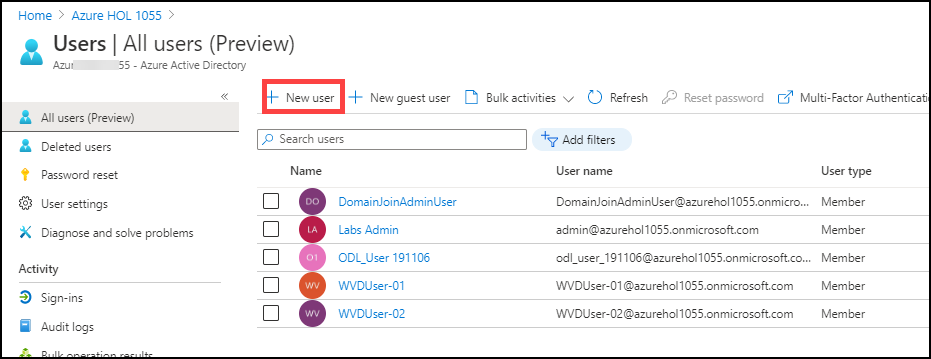 Home > Azure HOL 1055 >
Users | All users (Preview)
Azur 55 - Azure Active Directory
«
+ New user + New guest user Bulk activities Refresh Reset password Multi-Factor Authenticati
All users (Preview)
Deleted users
Password reset
User settings
Diagnose and solve problems
Activity
Sign-ins
Audit logs
Bulk operation results
Search users
Add filters
Name User name User type
DO DomainJoinAdminUser DomainJoinAdminUser@azurehol1055.onmicro... Member
LA Labs Admin admin@azurehol1055.onmicrosoft.com Member
O1 ODL_User 191106 odl_user_191106@azurehol1055.onmicrosoft.co... Member
WV WVDUser-01 WVDUser-01@azurehol1055.onmicrosoft.com Member
WV WVDUser-02 WVDUser-02@azurehol1055.onmicrosoft.com Member